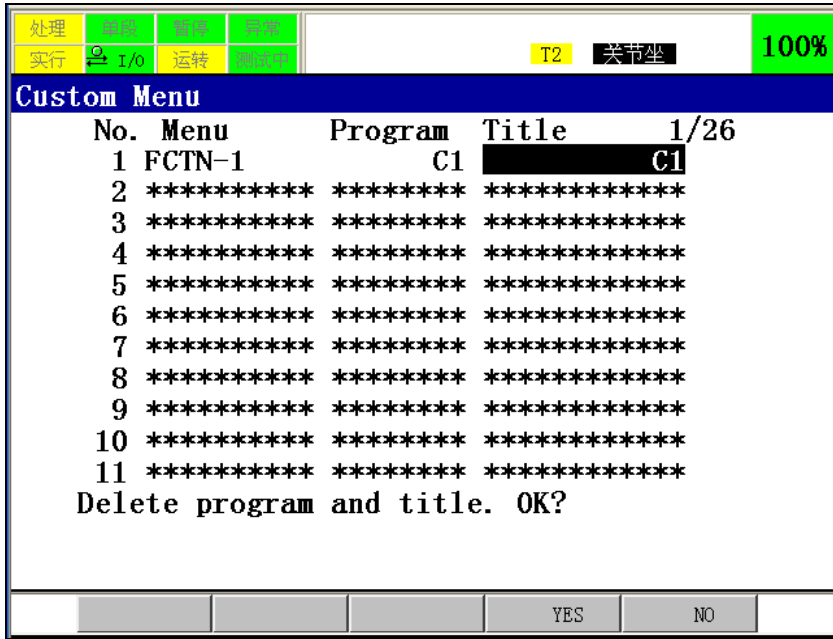 处理 单段 暂停 异常
实行 I/O 运转 测试中 T2 关节坐 100%
Custom Menu
No. Menu Program Title 1/26
1 FCTN-1 C1 C1
2 ********** ******** ************
3 ********** ******** ************
4 ********** ******** ************
5 ********** ******** ************
6 ********** ******** ************
7 ********** ******** ************
8 ********** ******** ************
9 ********** ******** ************
10 ********** ******** ************
11 ********** ******** ************
Delete program and title. OK?
YES NO